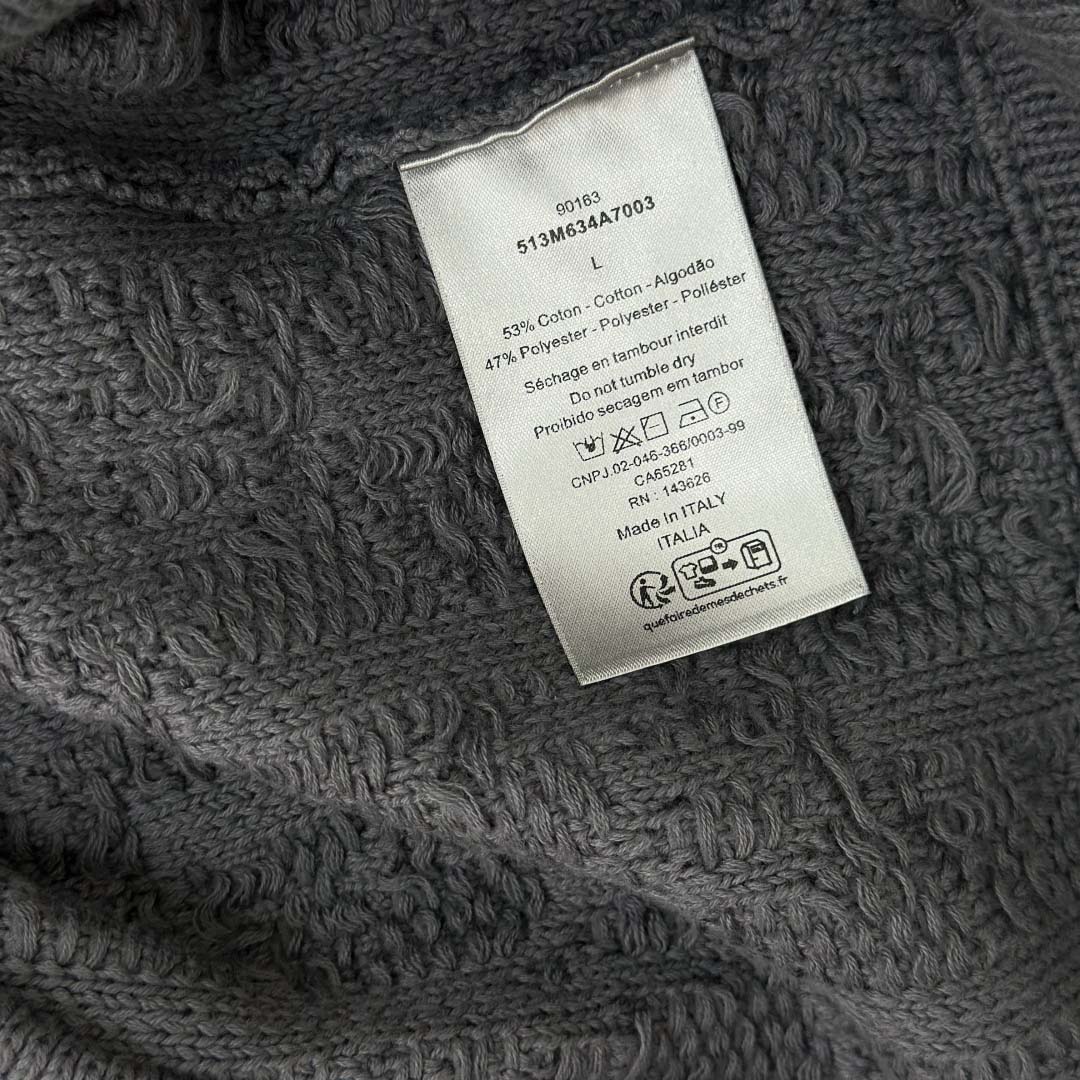 90163
513M634A7003
L
53% Coton - Cotton - Algodão
47% Polyester - Polyester - Poliéster
Séchage en tambour interdit
Do not tumble dry
Proibido secagem em tambor
F
CNPJ.02-046-366/0003-99
CA65281
RN : 143626
Made In ITALY
ITALIA
FR
quefairedemesdechets.fr